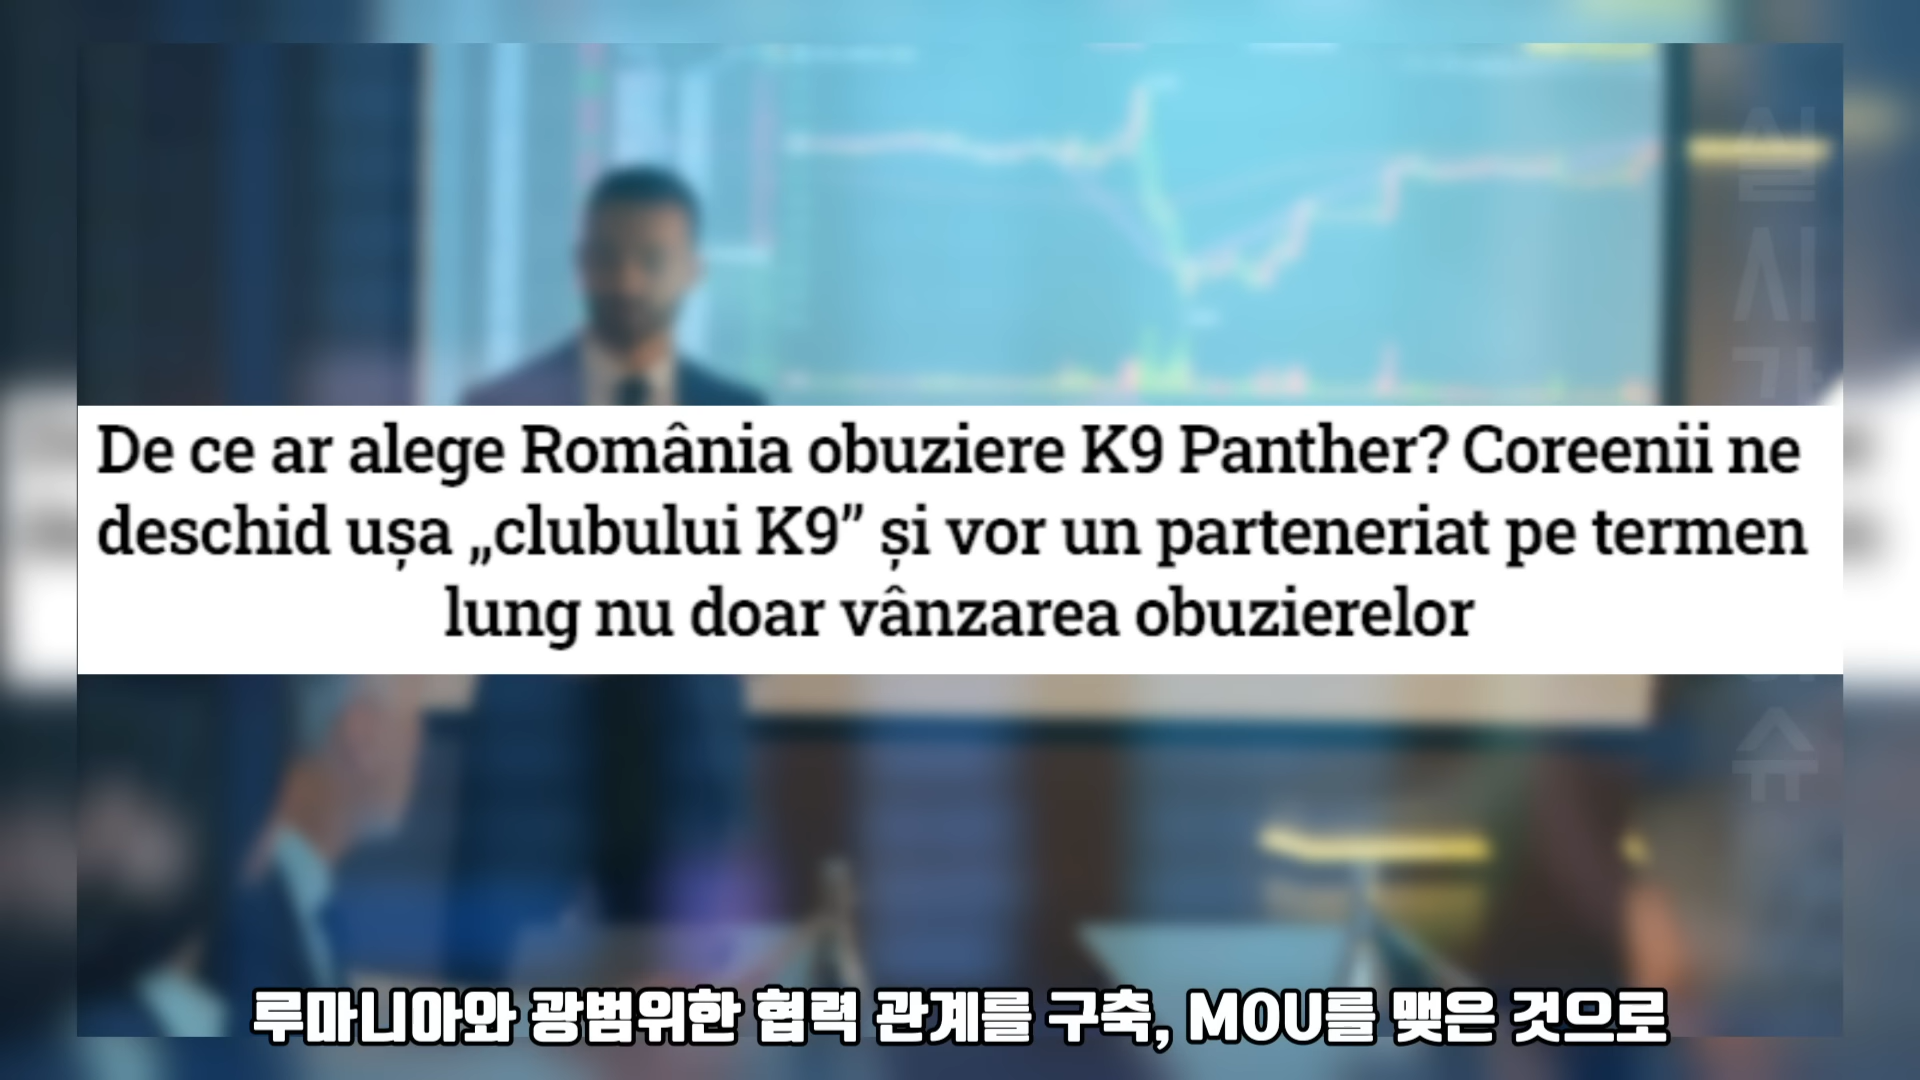 De ce ar alege România obuziere K9 Panther? Coreenii ne
deschid ușa „clubului K9” și vor un parteneriat pe termen
lung nu doar vânzarea obuzierelor
루마니아와 광범위한 협력 관계를 구축, MOU를 맺은 것으로